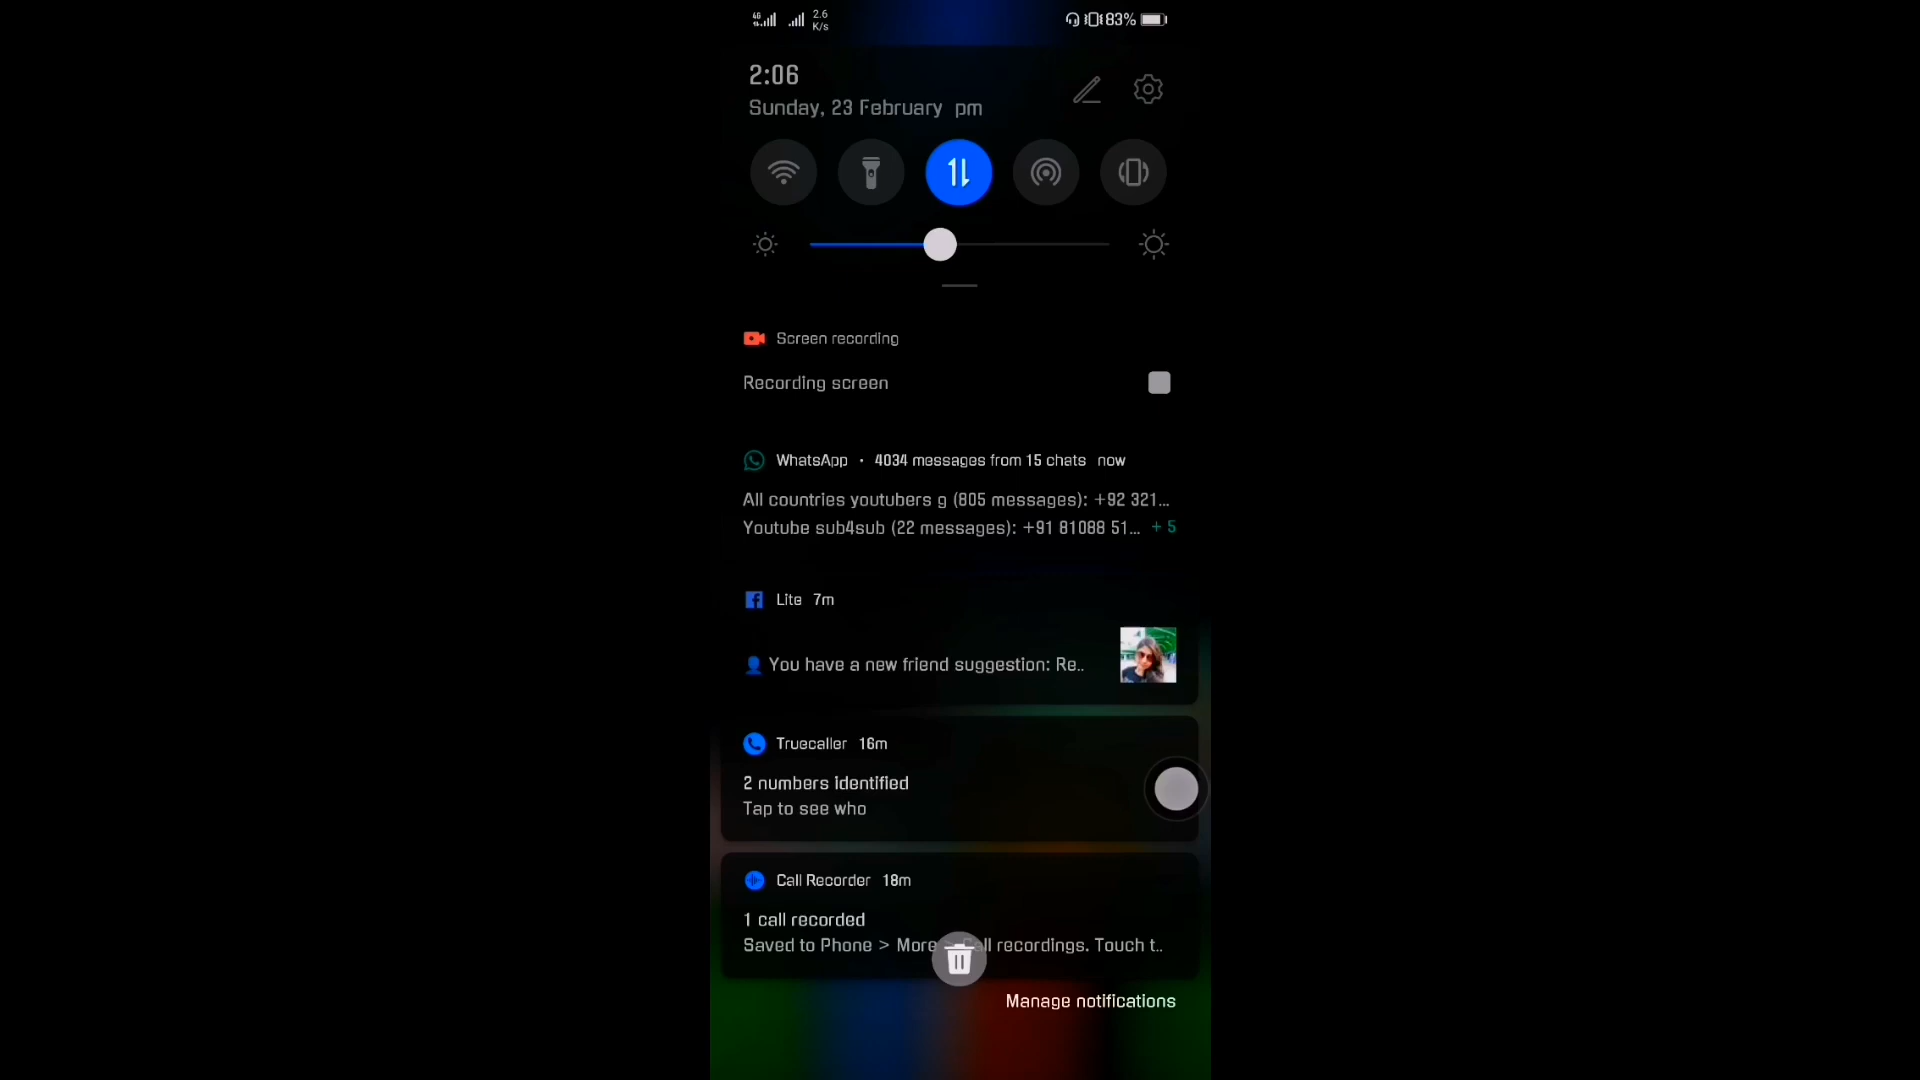 4G 2.6 K/s 83%
2:06
Sunday, 23 February pm
Screen recording
Recording screen
WhatsApp • 4034 messages from 15 chats now
All countries youtubers g (805 messages): +92 321...
Youtube sub4sub (22 messages): +91 81088 51... + 5
Lite 7m
You have a new friend suggestion: Re..
Truecaller 16m
2 numbers identified
Tap to see who
Call Recorder 18m
1 call recorded
Saved to Phone > More > Call recordings. Touch t..
Manage notifications